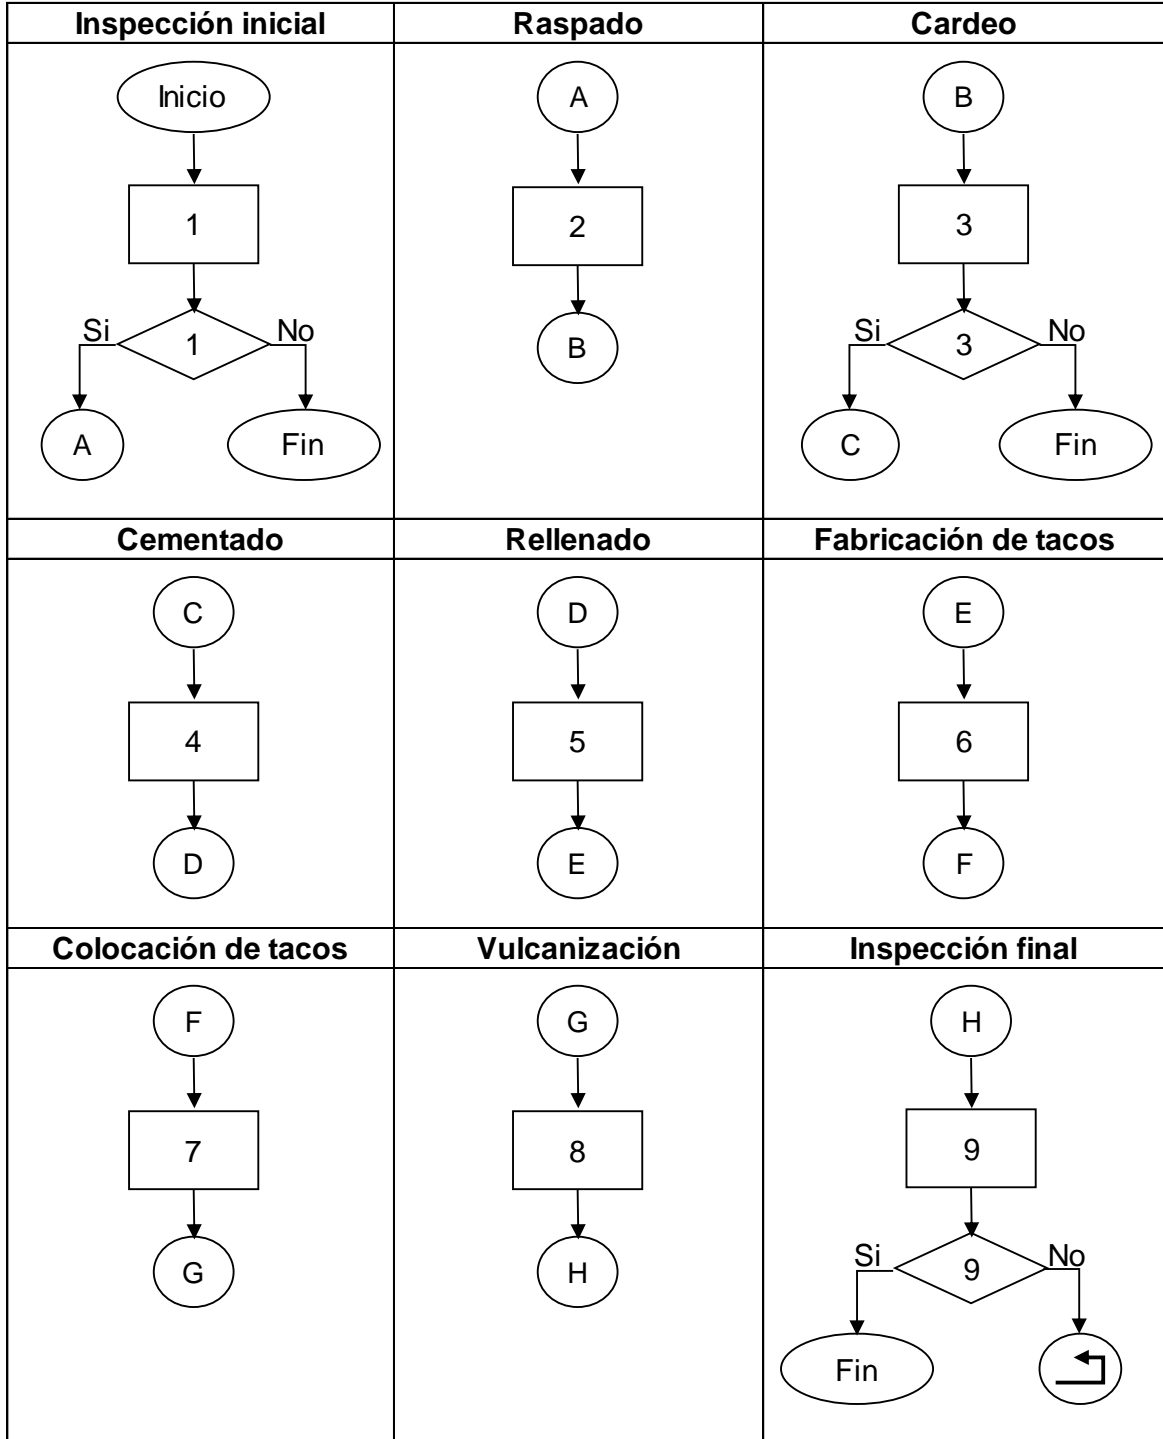 Inspección inicial
Raspado
Cardeo
Inicio
1
1
Si
No
A
Fin
A
2
B
B
3
3
Si
No
C
Fin
Cementado
Rellenado
Fabricación de tacos
C
4
D
D
5
E
E
6
F
Colocación de tacos
Vulcanización
Inspección final
F
7
G
G
8
H
H
9
9
Si
No
Fin